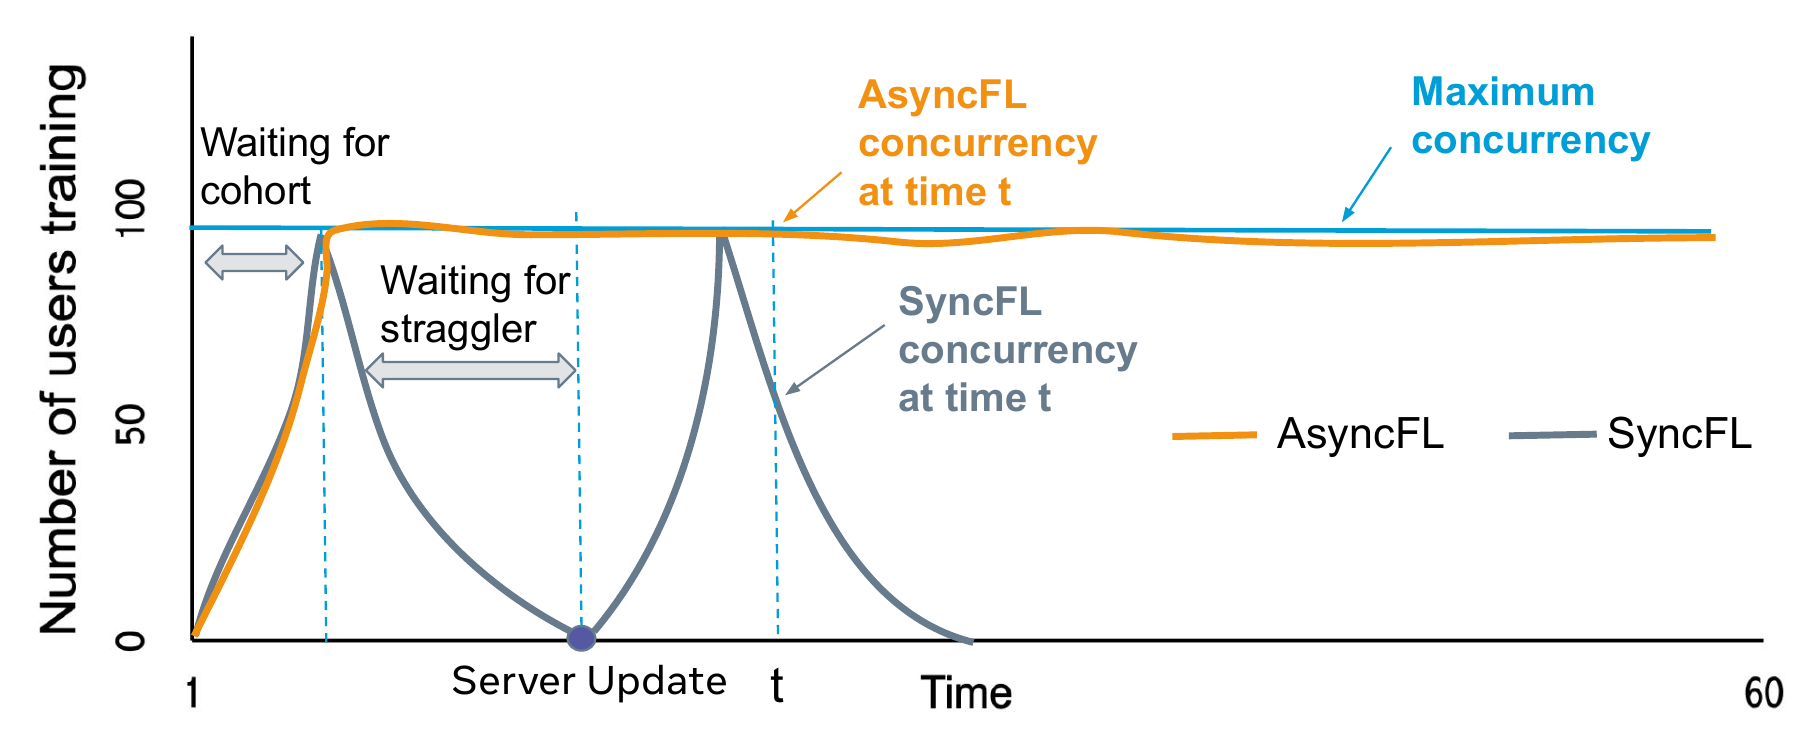 Number of users training
100
50
0
Waiting for
cohort
Waiting for
straggler
AsyncFL
concurrency
at time t
Maximum
concurrency
SyncFL
concurrency
at time t
AsyncFL
SyncFL
Server Update
t
1
Time
60